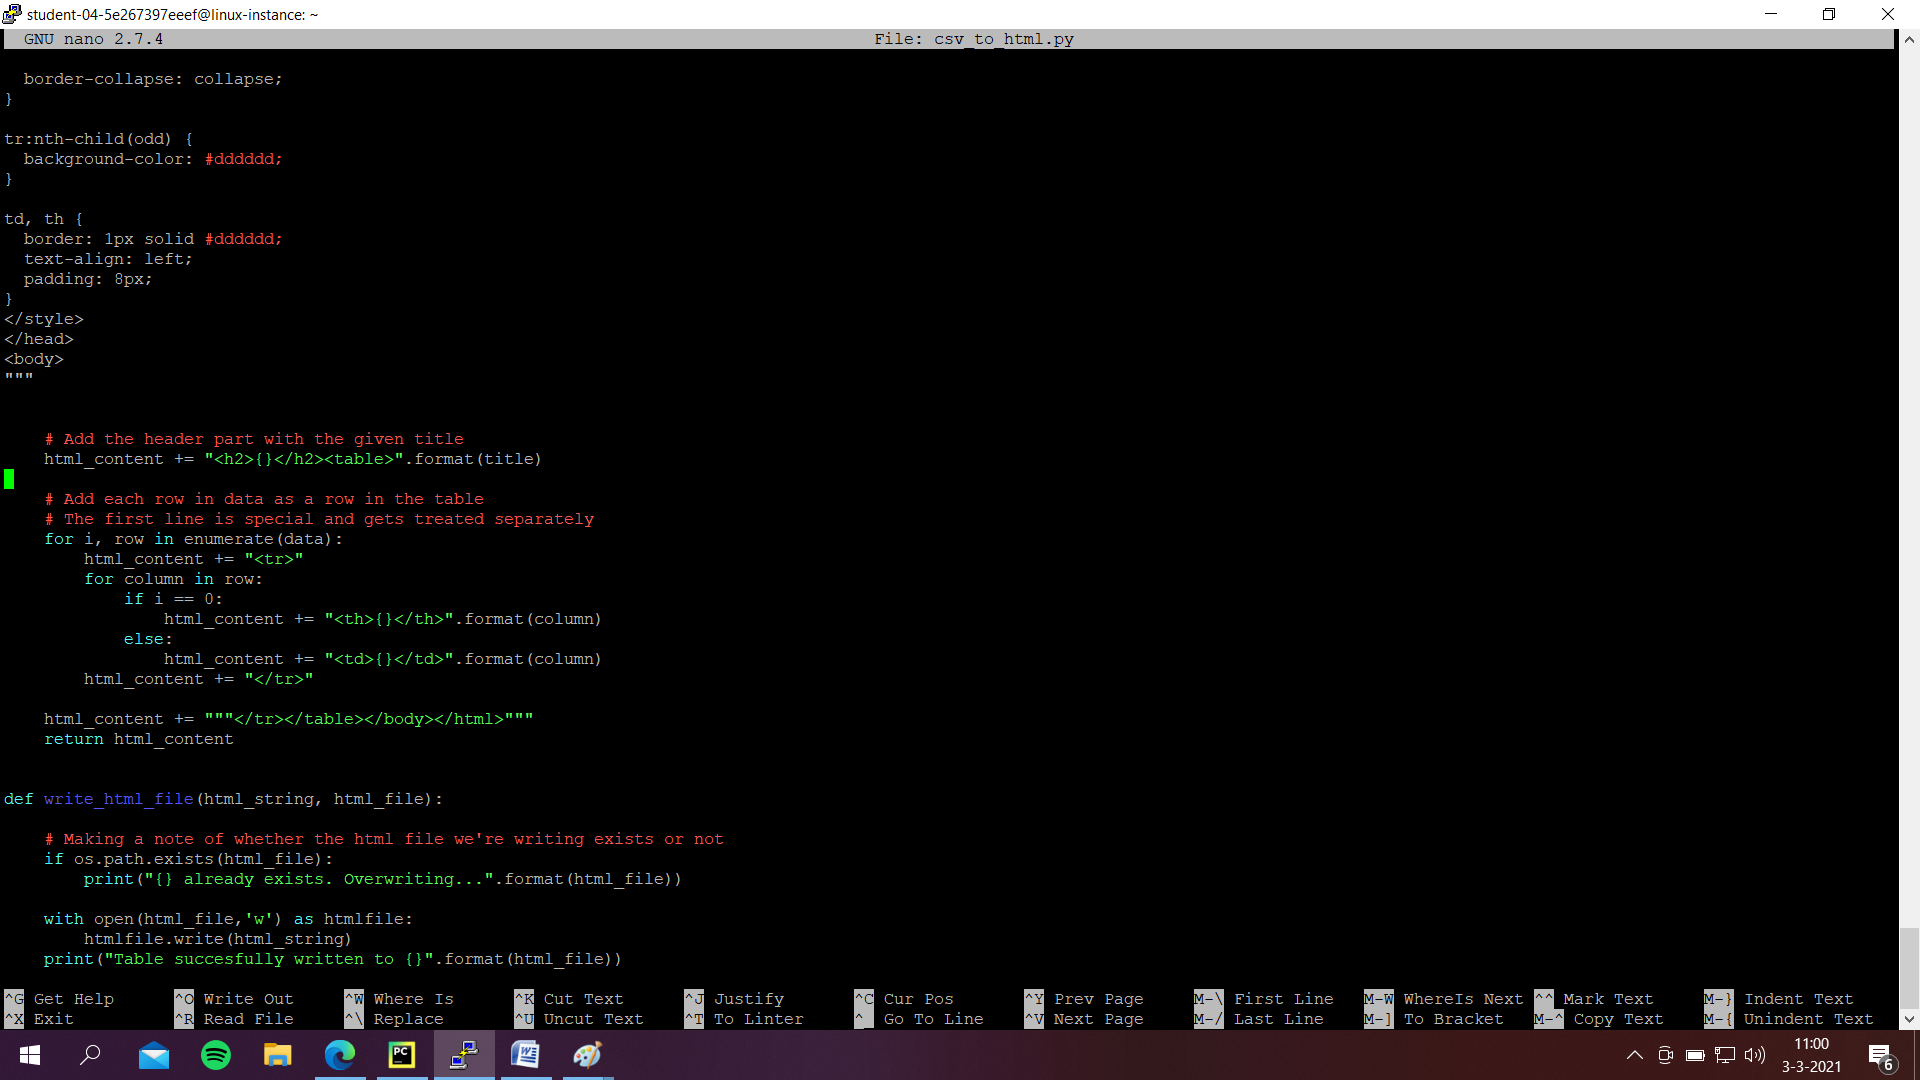 student-04-5e267397eeef@linux-instance: ~
GNU nano 2.7.4 File: csv_to_html.py
  border-collapse: collapse;
}
tr:nth-child(odd) {
  background-color: #dddddd;
}
td, th {
  border: 1px solid #dddddd;
  text-align: left;
  padding: 8px;
}
</style>
</head>
<body>
"""
    # Add the header part with the given title
    html_content += "<h2>{}</h2><table>".format(title)
    # Add each row in data as a row in the table
    # The first line is special and gets treated separately
    for i, row in enumerate(data):
        html_content += "<tr>"
        for column in row:
            if i == 0:
                html_content += "<th>{}</th>".format(column)
            else:
                html_content += "<td>{}</td>".format(column)
        html_content += "</tr>"
    html_content += """</tr></table></body></html>"""
    return html_content
def write_html_file(html_string, html_file):
    # Making a note of whether the html file we're writing exists or not
    if os.path.exists(html_file):
        print("{} already exists. Overwriting...".format(html_file))
    with open(html_file,'w') as htmlfile:
        htmlfile.write(html_string)
    print("Table succesfully written to {}".format(html_file))
^G Get Help ^O Write Out ^W Where Is ^K Cut Text ^J Justify ^C Cur Pos ^Y Prev Page M-\ First Line M-W WhereIs Next ^^ Mark Text M-} Indent Text
^X Exit ^R Read File ^\ Replace ^U Uncut Text ^T To Linter ^_ Go To Line ^V Next Page M-/ Last Line M-] To Bracket M-^ Copy Text M-{ Unindent Text
PC
11:00
3-3-2021
6